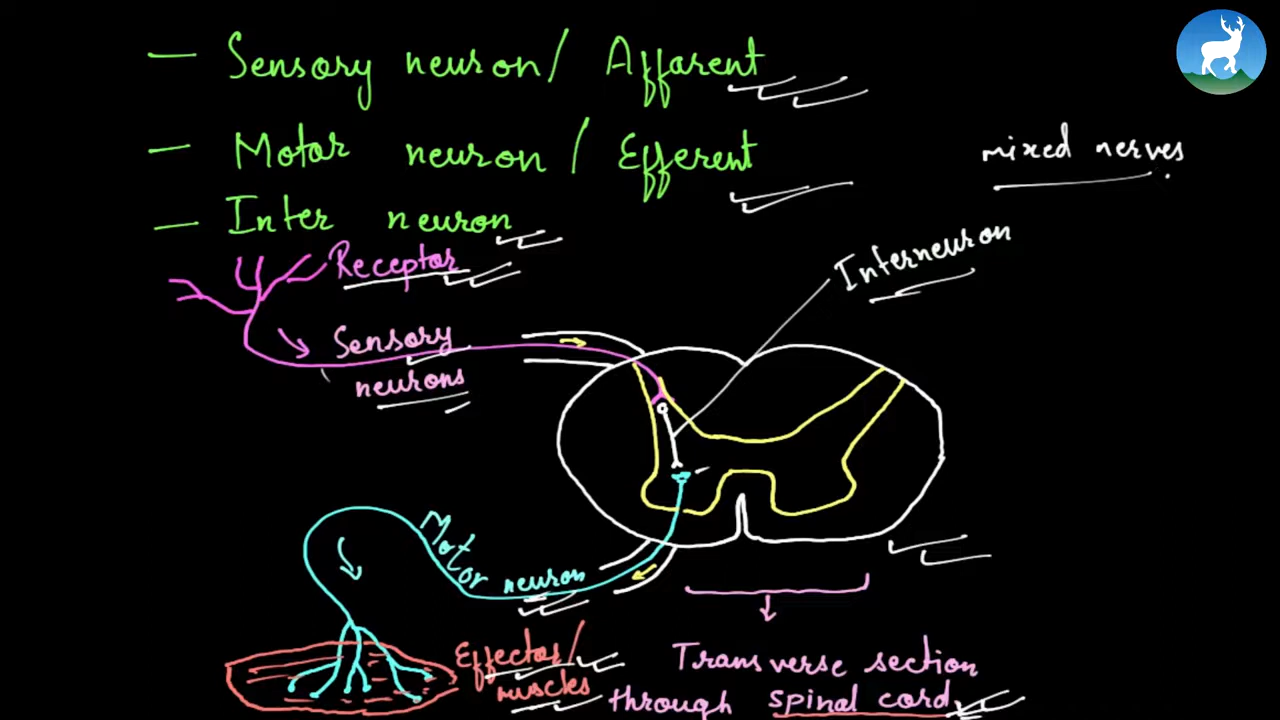 — Sensory neuron/ Affarent
— Motor neuron / Efferent
mixed nerves
— Inter neuron
Receptor
Interneuron
Sensory
neurons
Motor neuron
Effector/
muscles
Transverse section
through spinal cord